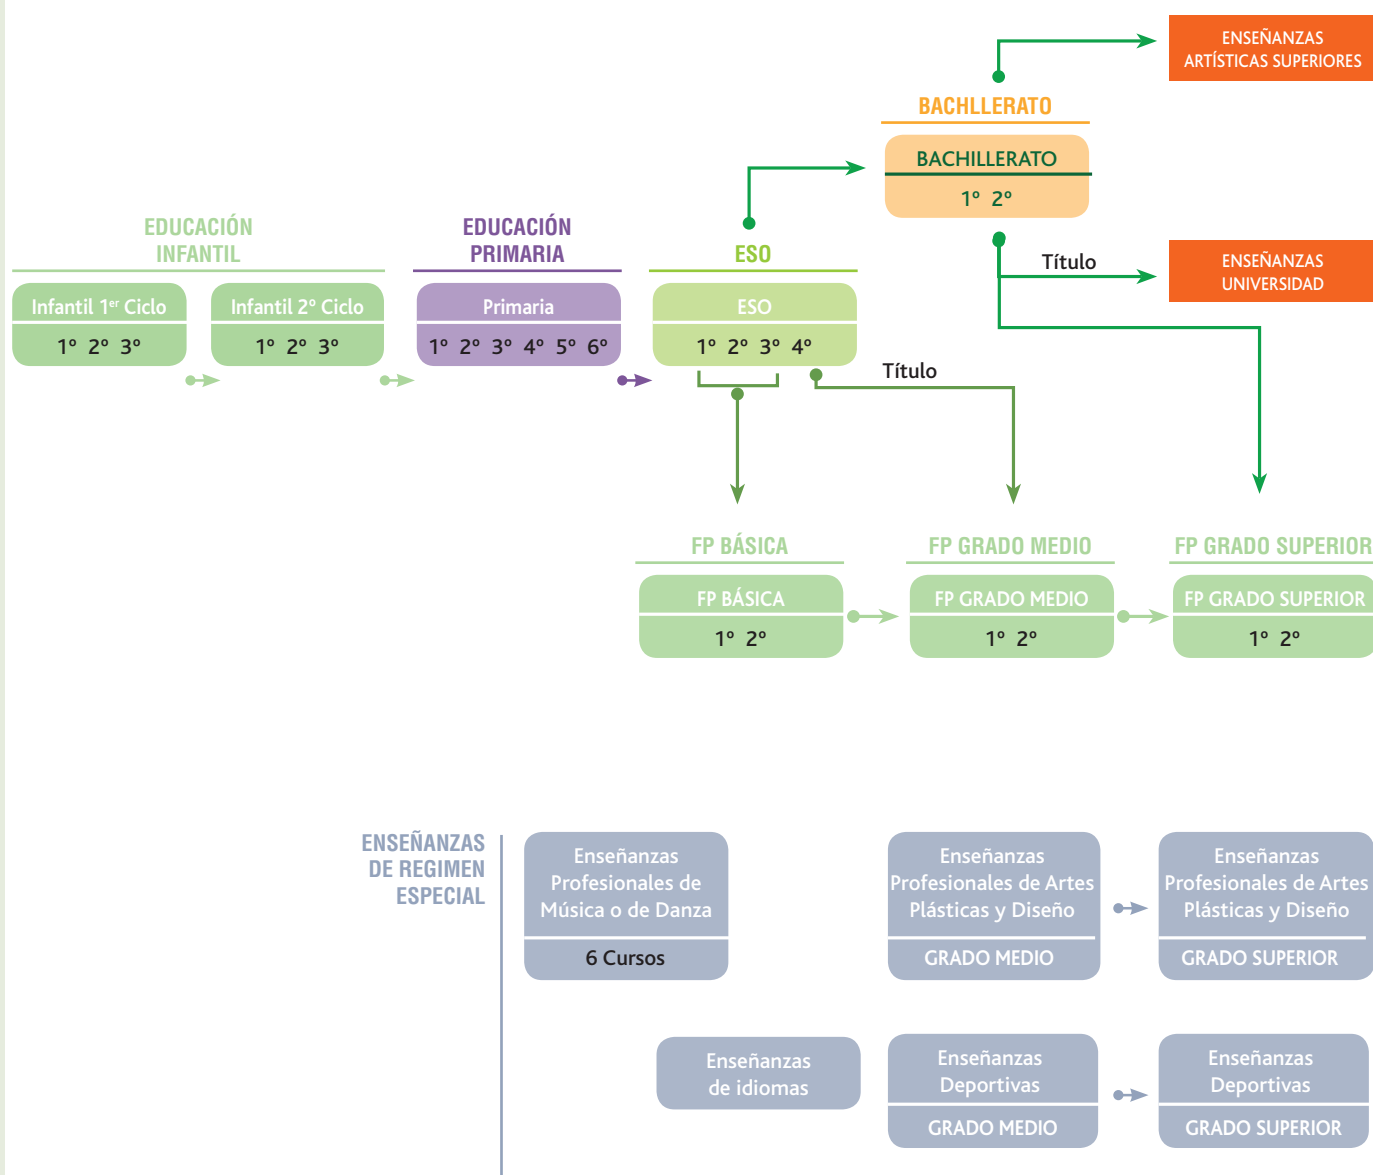 ENSEÑANZAS
ARTÍSTICAS SUPERIORES
BACHLLERATO
BACHILLERATO
1º 2º
EDUCACIÓN
INFANTIL
EDUCACIÓN
PRIMARIA
ESO
Título
ENSEÑANZAS
UNIVERSIDAD
Infantil 1er Ciclo
1º 2º 3º
Infantil 2º Ciclo
1º 2º 3º
Primaria
1º 2º 3º 4º 5º 6º
ESO
1º 2º 3º 4º
Título
FP BÁSICA
FP GRADO MEDIO
FP GRADO SUPERIOR
FP BÁSICA
1º 2º
FP GRADO MEDIO
1º 2º
FP GRADO SUPERIOR
1º 2º
ENSEÑANZAS
DE REGIMEN
ESPECIAL
Enseñanzas
Profesionales de
Música o de Danza
6 Cursos
Enseñanzas
Profesionales de Artes
Plásticas y Diseño
GRADO MEDIO
Enseñanzas
Profesionales de Artes
Plásticas y Diseño
GRADO SUPERIOR
Enseñanzas
de idiomas
Enseñanzas
Deportivas
GRADO MEDIO
Enseñanzas
Deportivas
GRADO SUPERIOR